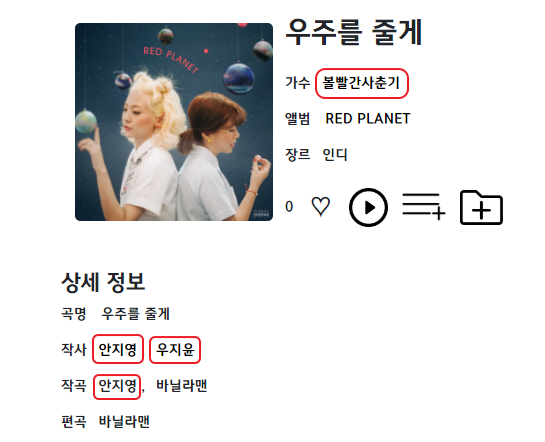 우주를 줄게
RED PLANET
가수 볼빨간사춘기
앨범 RED PLANET
장르 인디
0
상세 정보
곡명 우주를 줄게
작사 안지영 우지윤
작곡 안지영, 바닐라맨
편곡 바닐라맨